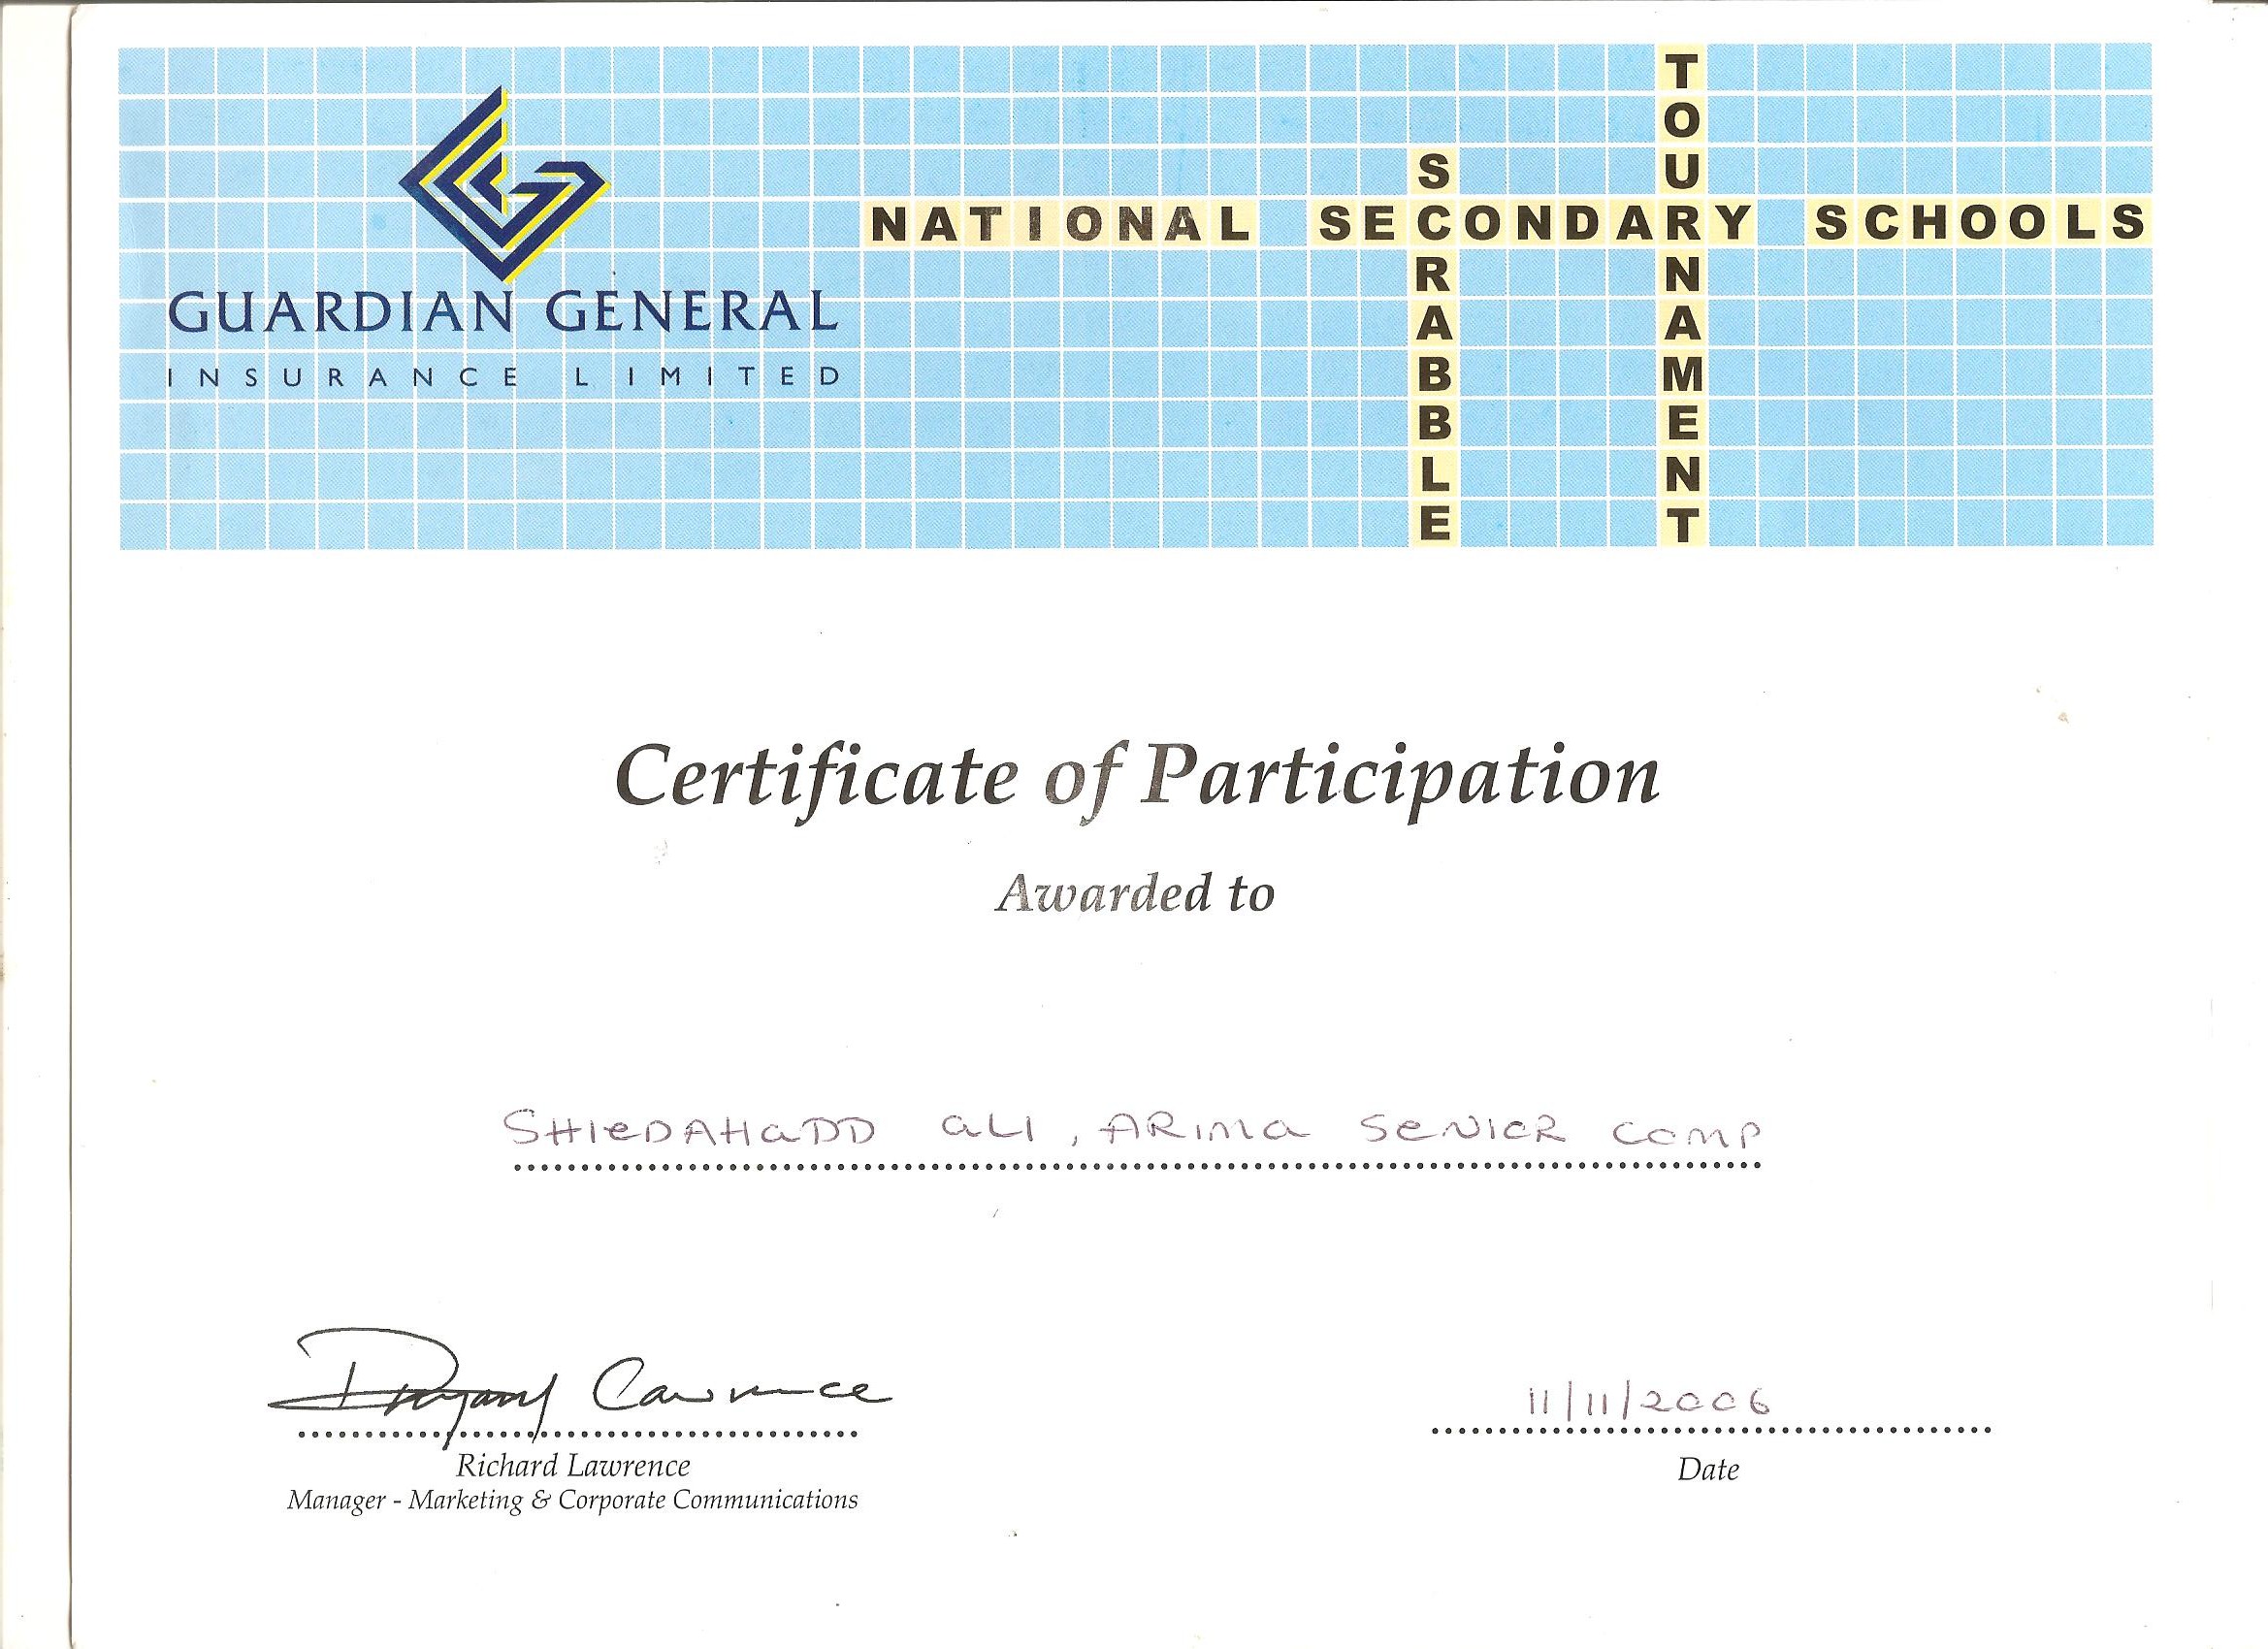 GUARDIAN GENERAL
INSURANCE LIMITED
NATIONAL SECONDARY SCHOOLS
SCRABBLE
TOURNAMENT
Certificate of Participation
Awarded to
SHIeDAHaDD aLI, ARIMa SeNIOR COMP
Lawrence
11/11/2006
Richard Lawrence
Date
Manager - Marketing & Corporate Communications